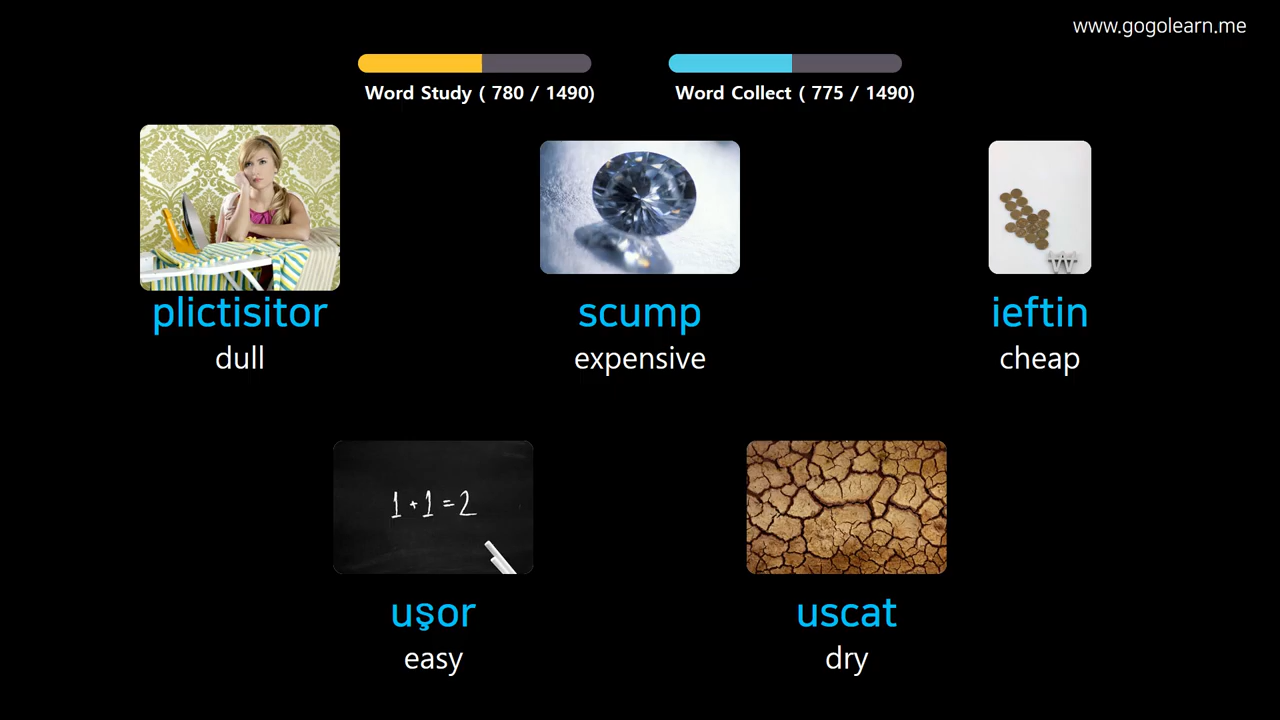 www.gogolearn.me
Word Study ( 780 / 1490)
Word Collect ( 775 / 1490)
plictisitor
dull
scump
expensive
ieftin
cheap
1+1=2
uşor
easy
uscat
dry